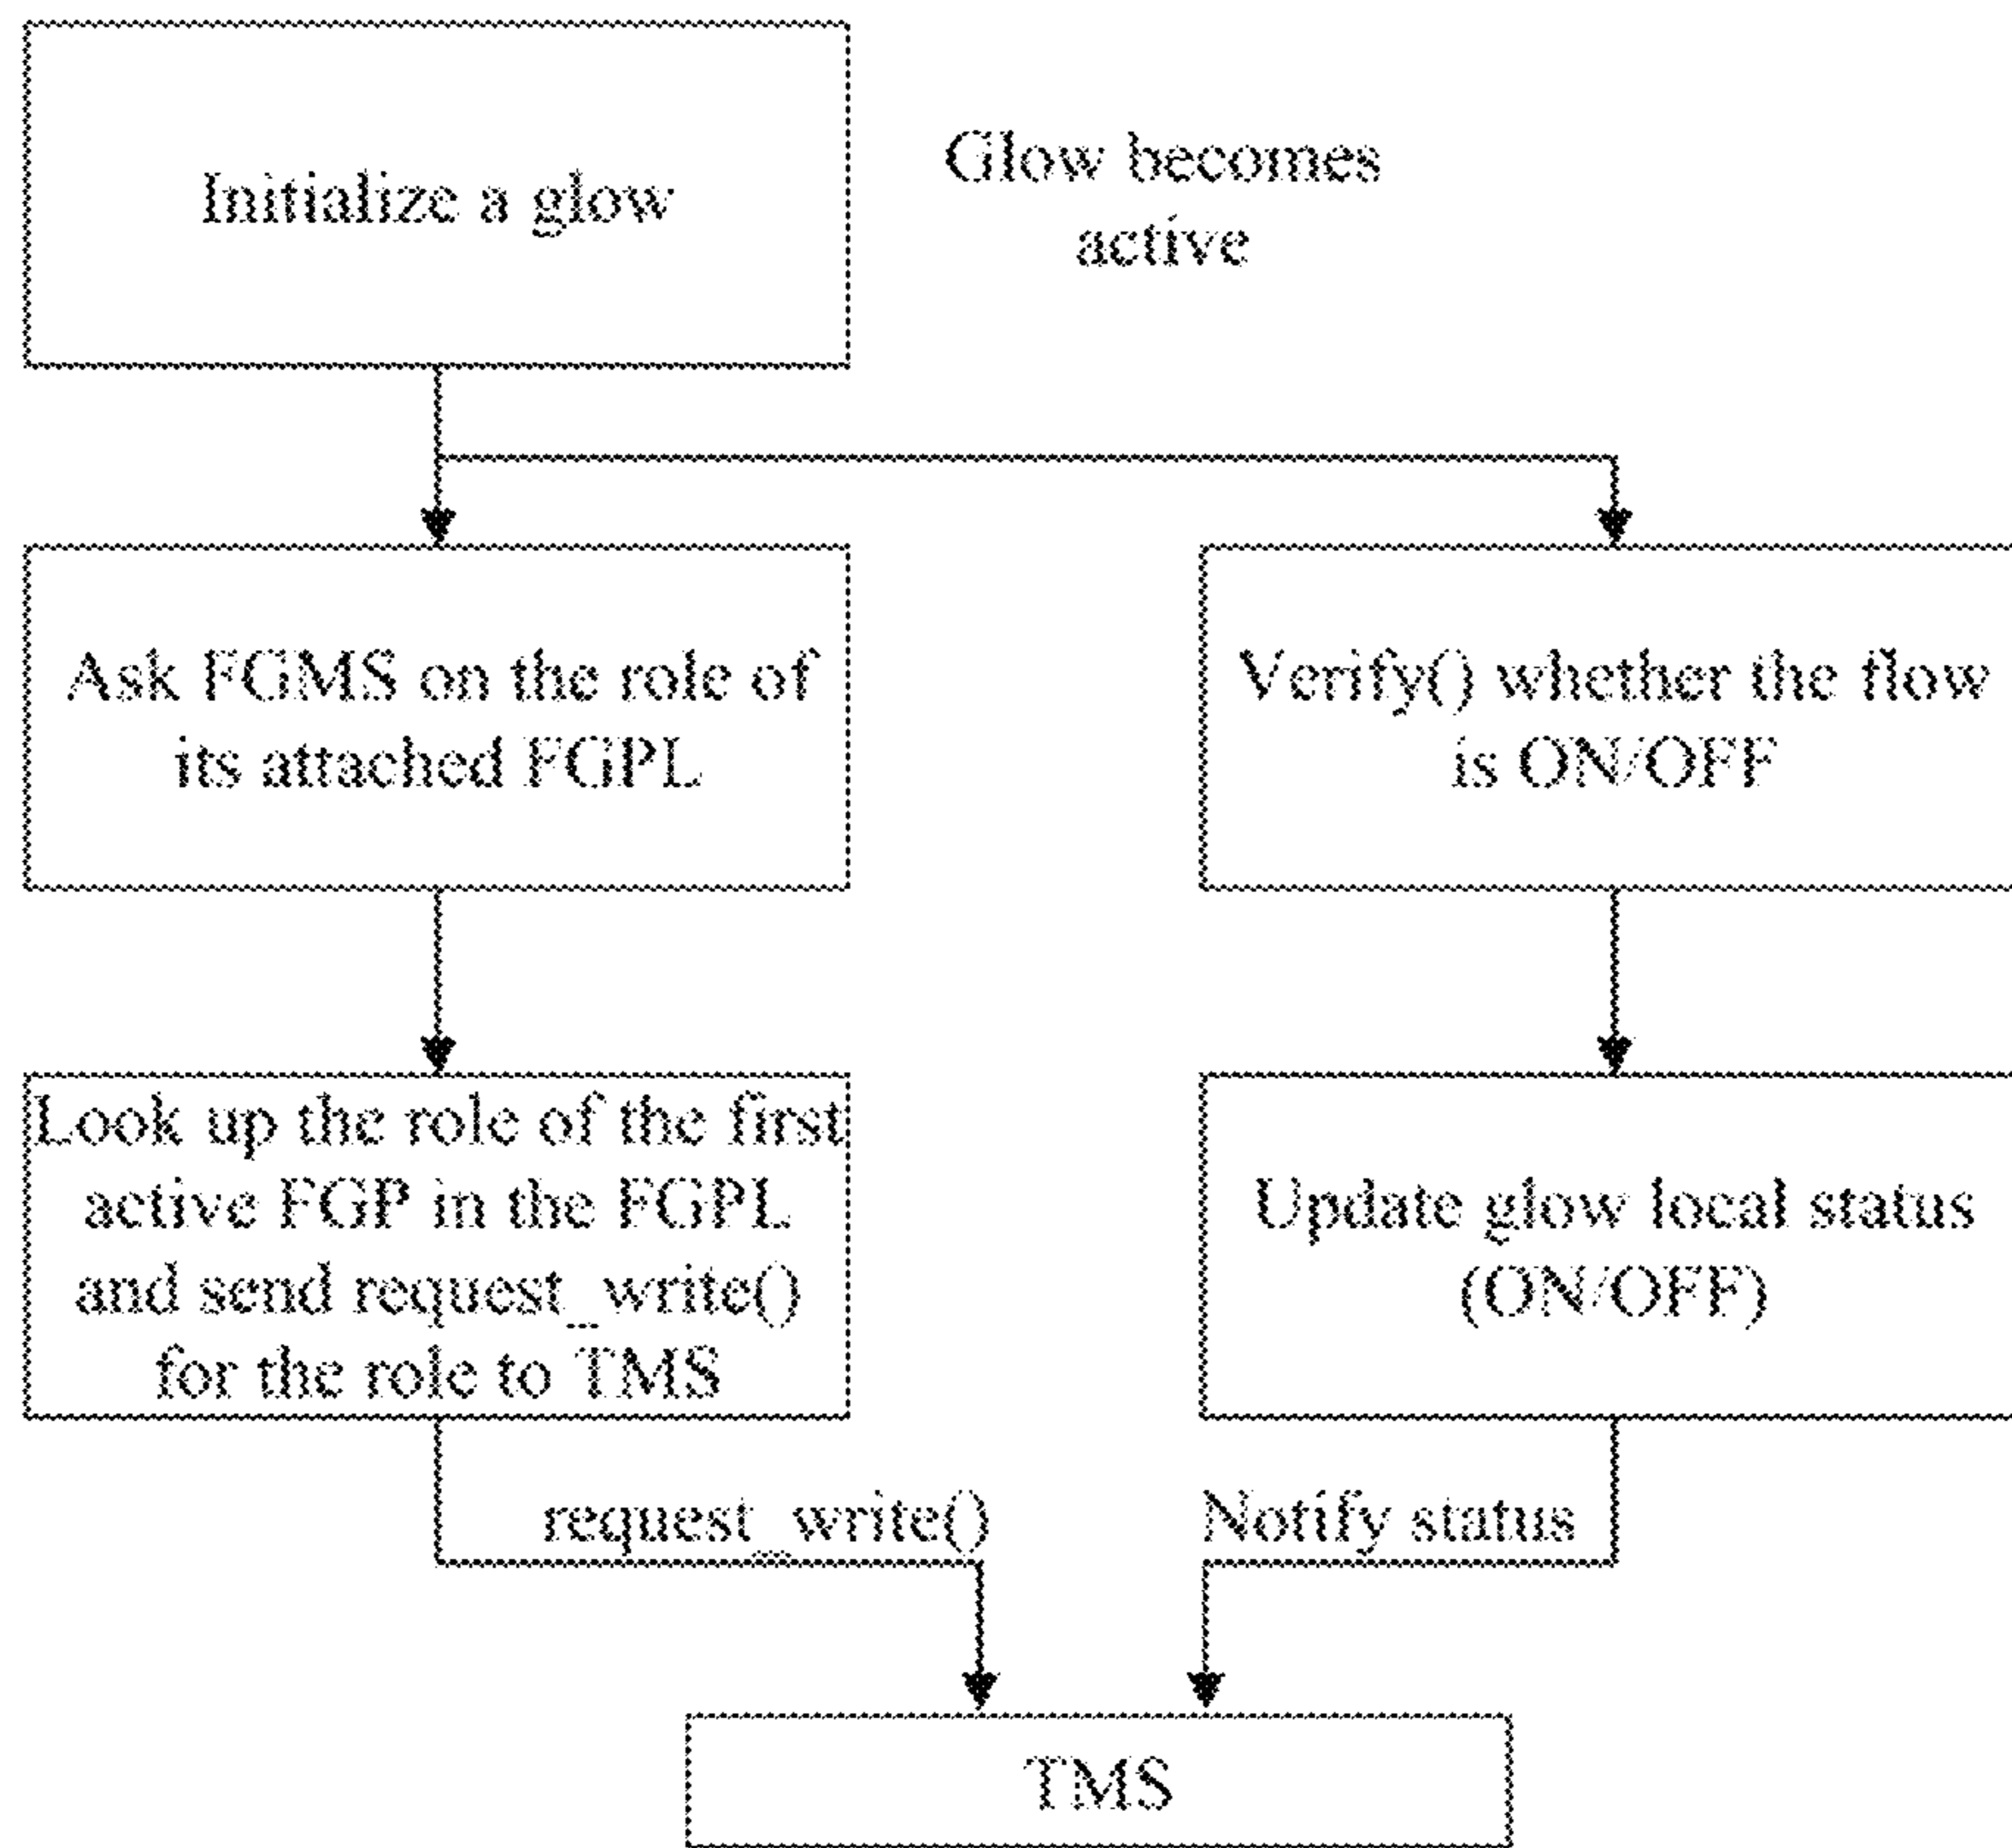 Initialize a glow
Glow becomes
active
Ask FGMS on the role of
its attached FGPL
Verify() whether the flow
is ON/OFF
Look up the role of the first
active FGP in the FGPL
and send request_write()
for the role to TMS
Update glow local status
(ON/OFF)
request_write()
Notify status
TMS